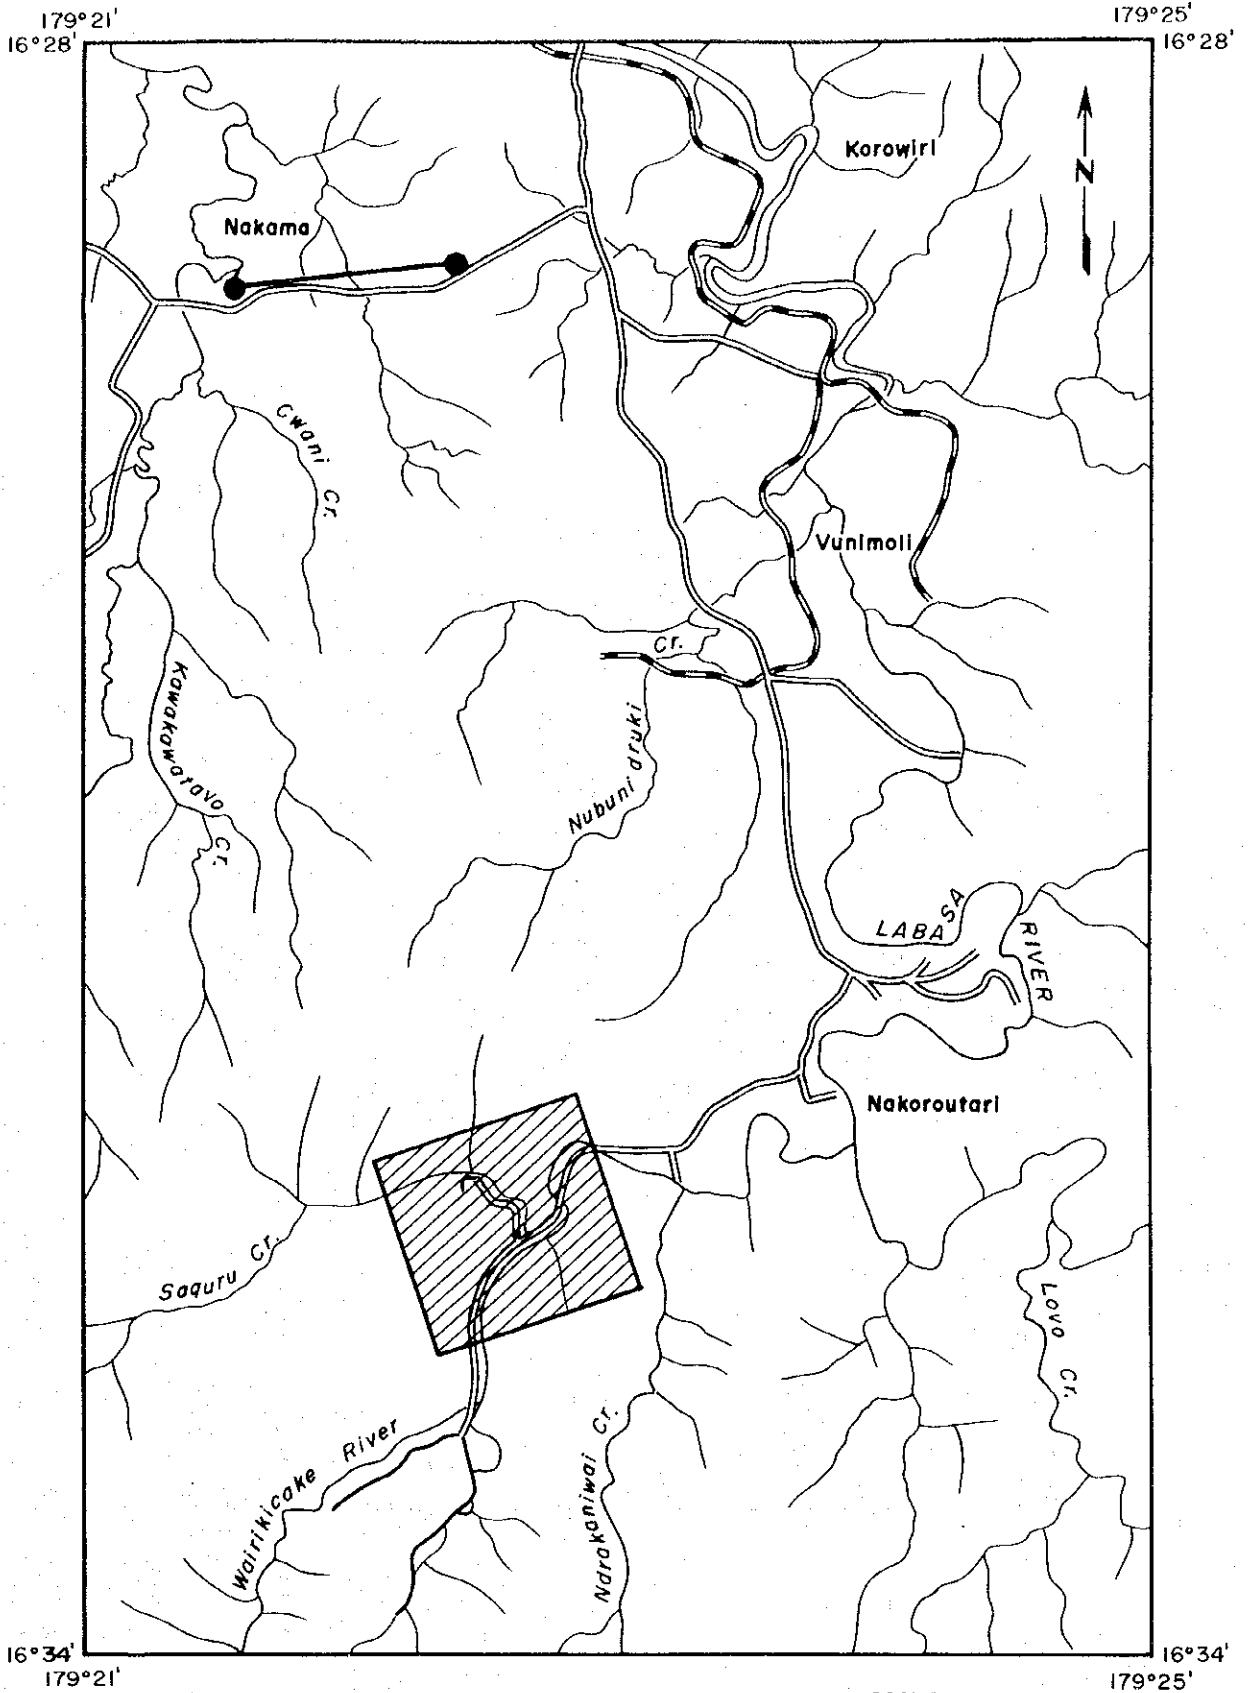 179°21'
179°25'
16°28'
16°28'
Korowiri
N
Nakama
Cwani Cr.
Vunimoli
Cr.
Kawakawatavo Cr.
Nubuni druki
LABASA RIVER
Nakoroutari
Saquru Cr.
Lovo Cr.
Wairikicake River
Ndrakaniwai Cr.
16°34'
16°34'
179°21'
179°25'